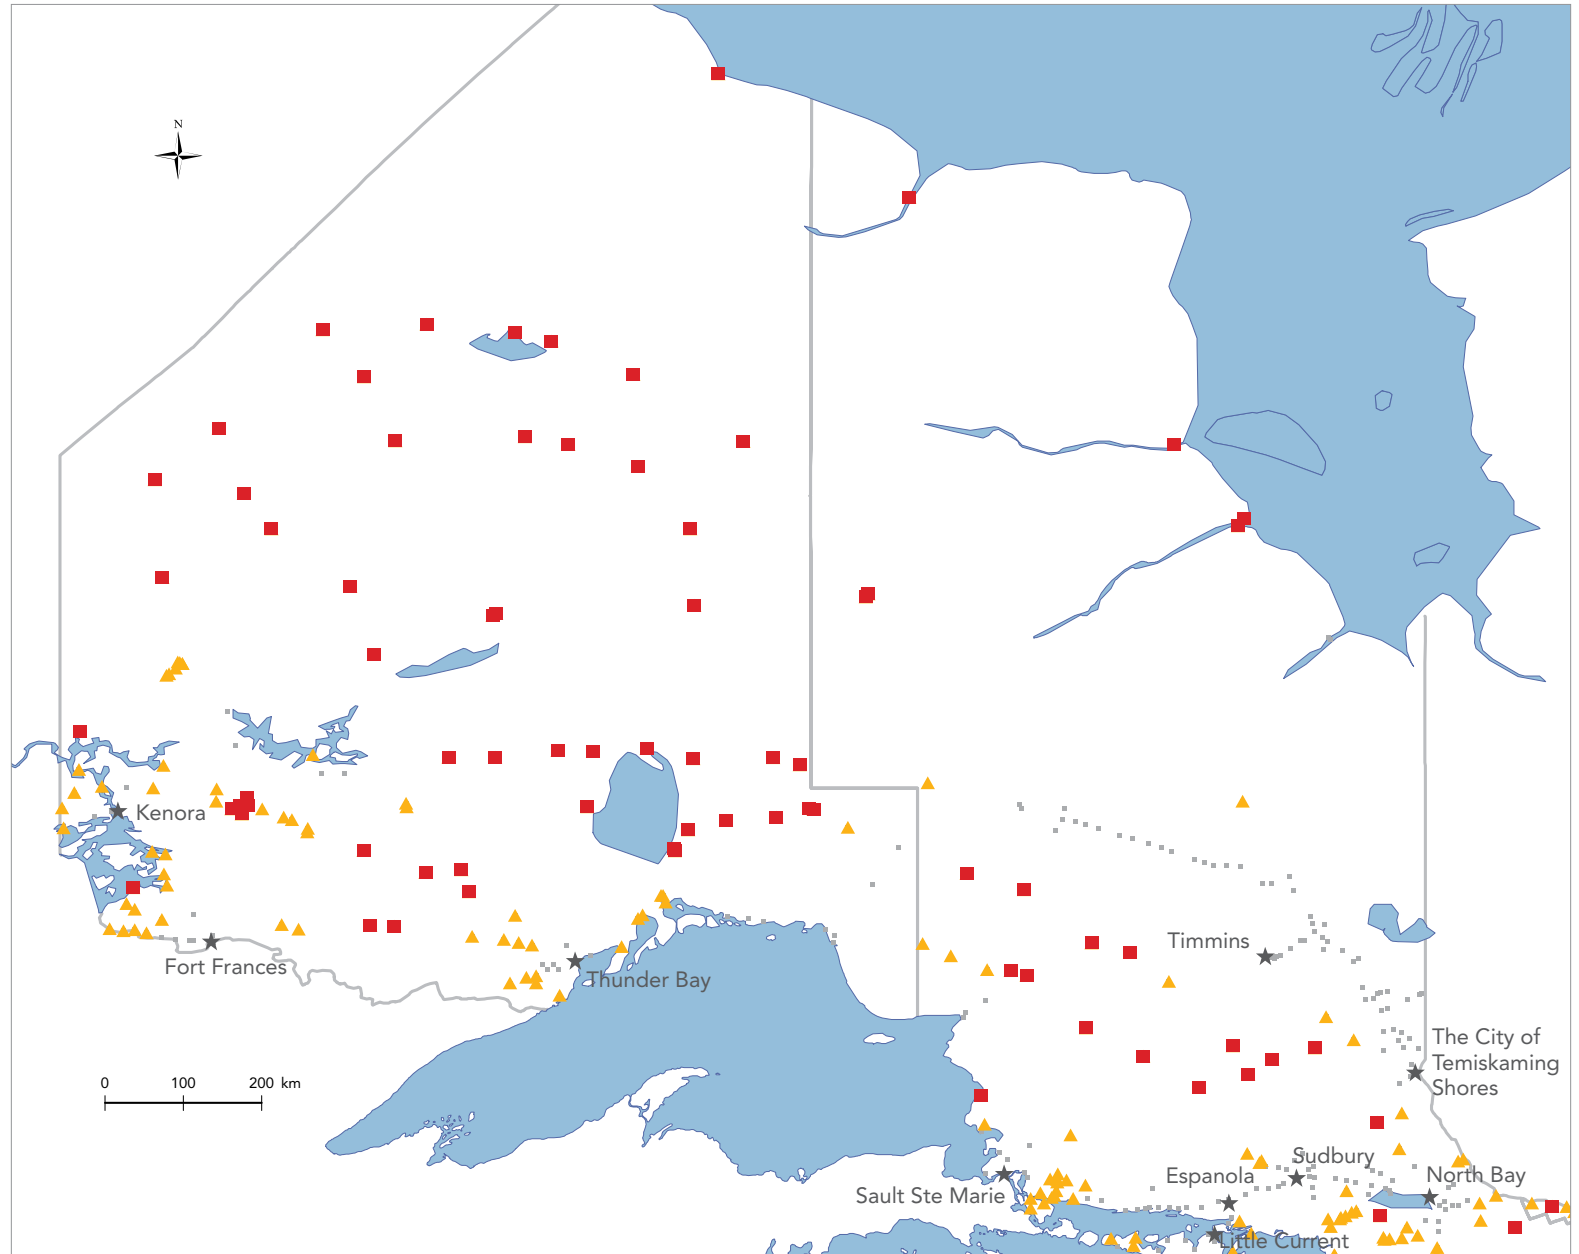 N
Kenora
Fort Frances
Thunder Bay
Timmins
0 100 200 km
The City of
Temiskaming
Shores
Sudbury
Espanola
North Bay
Sault Ste Marie
Little Current